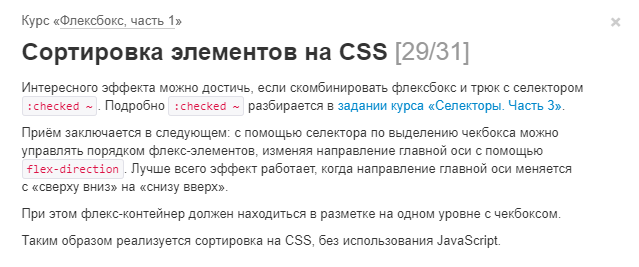 Курс «Флексбокс, часть 1»
Сортировка элементов на CSS [29/31]
Интересного эффекта можно достичь, если скомбинировать флексбокс и трюк с селектором
:checked ~. Подробно :checked ~ разбирается в задании курса «Селекторы. Часть 3».
Приём заключается в следующем: с помощью селектора по выделению чекбокса можно
управлять порядком флекс-элементов, изменяя направление главной оси с помощью
flex-direction. Лучше всего эффект работает, когда направление главной оси меняется
с «сверху вниз» на «снизу вверх».
При этом флекс-контейнер должен находиться в разметке на одном уровне с чекбоксом.
Таким образом реализуется сортировка на CSS, без использования JavaScript.